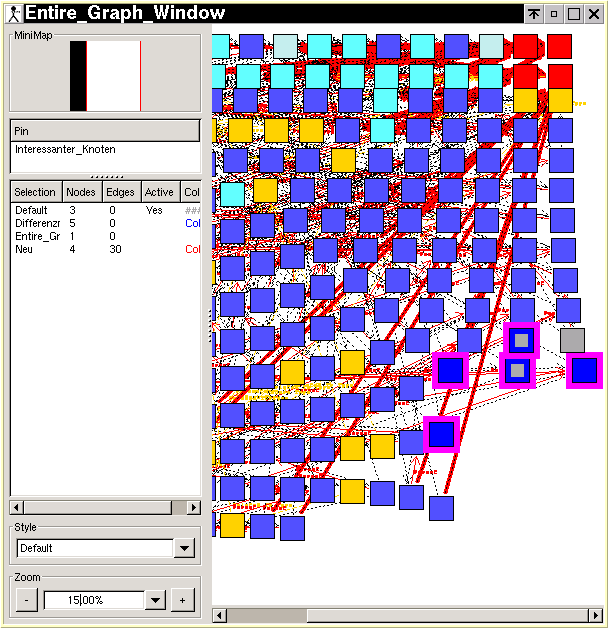 Entire_Graph_Window
MiniMap
Pin
Interessanter_Knoten
Selection Nodes Edges Active Col
Default 3 0 Yes ###
Differenzr 5 0 Col
Entire_Gr 1 0
Neu 4 30 Col
Style
Default
Zoom
- 15,00% +